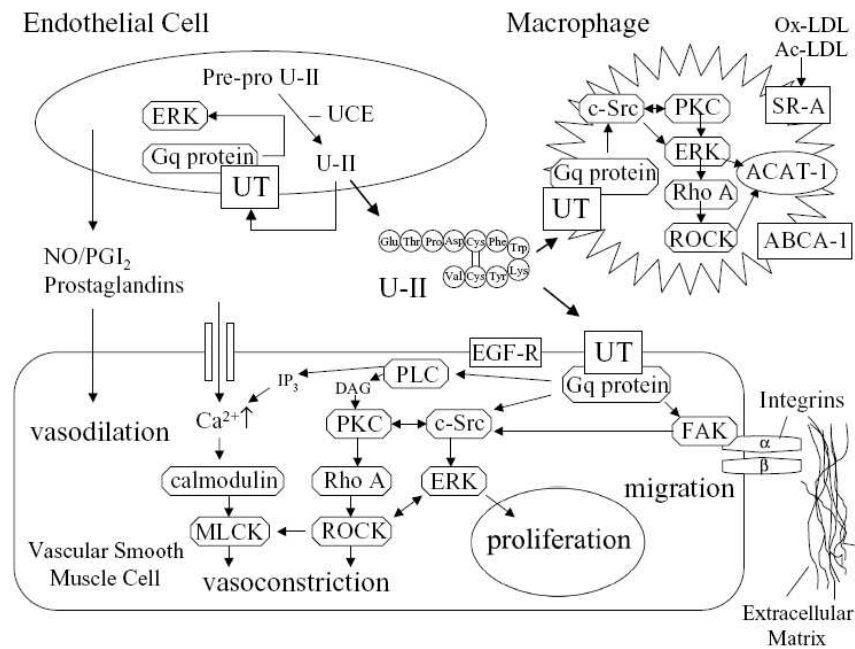 Endothelial Cell
Pre-pro U-II
– UCE
ERK
Gq protein
UT
U-II
Macrophage
Ox-LDL
Ac-LDL
c-Src
PKC
SR-A
ERK
Gq protein
UT
Rho A
ACAT-1
ROCK
ABCA-1
Glu Thr Pro Asp Cys Phe Trp
Val Cys Tyr Lys
U-II
NO/PGI₂
Prostaglandins
EGF-R
UT
Gq protein
PLC
IP₃
DAG
Ca²⁺↑
vasodilation
PKC
c-Src
FAK
Integrins
α
β
calmodulin
Rho A
ERK
migration
MLCK
ROCK
proliferation
Vascular Smooth
Muscle Cell
vasoconstriction
Extracellular
Matrix